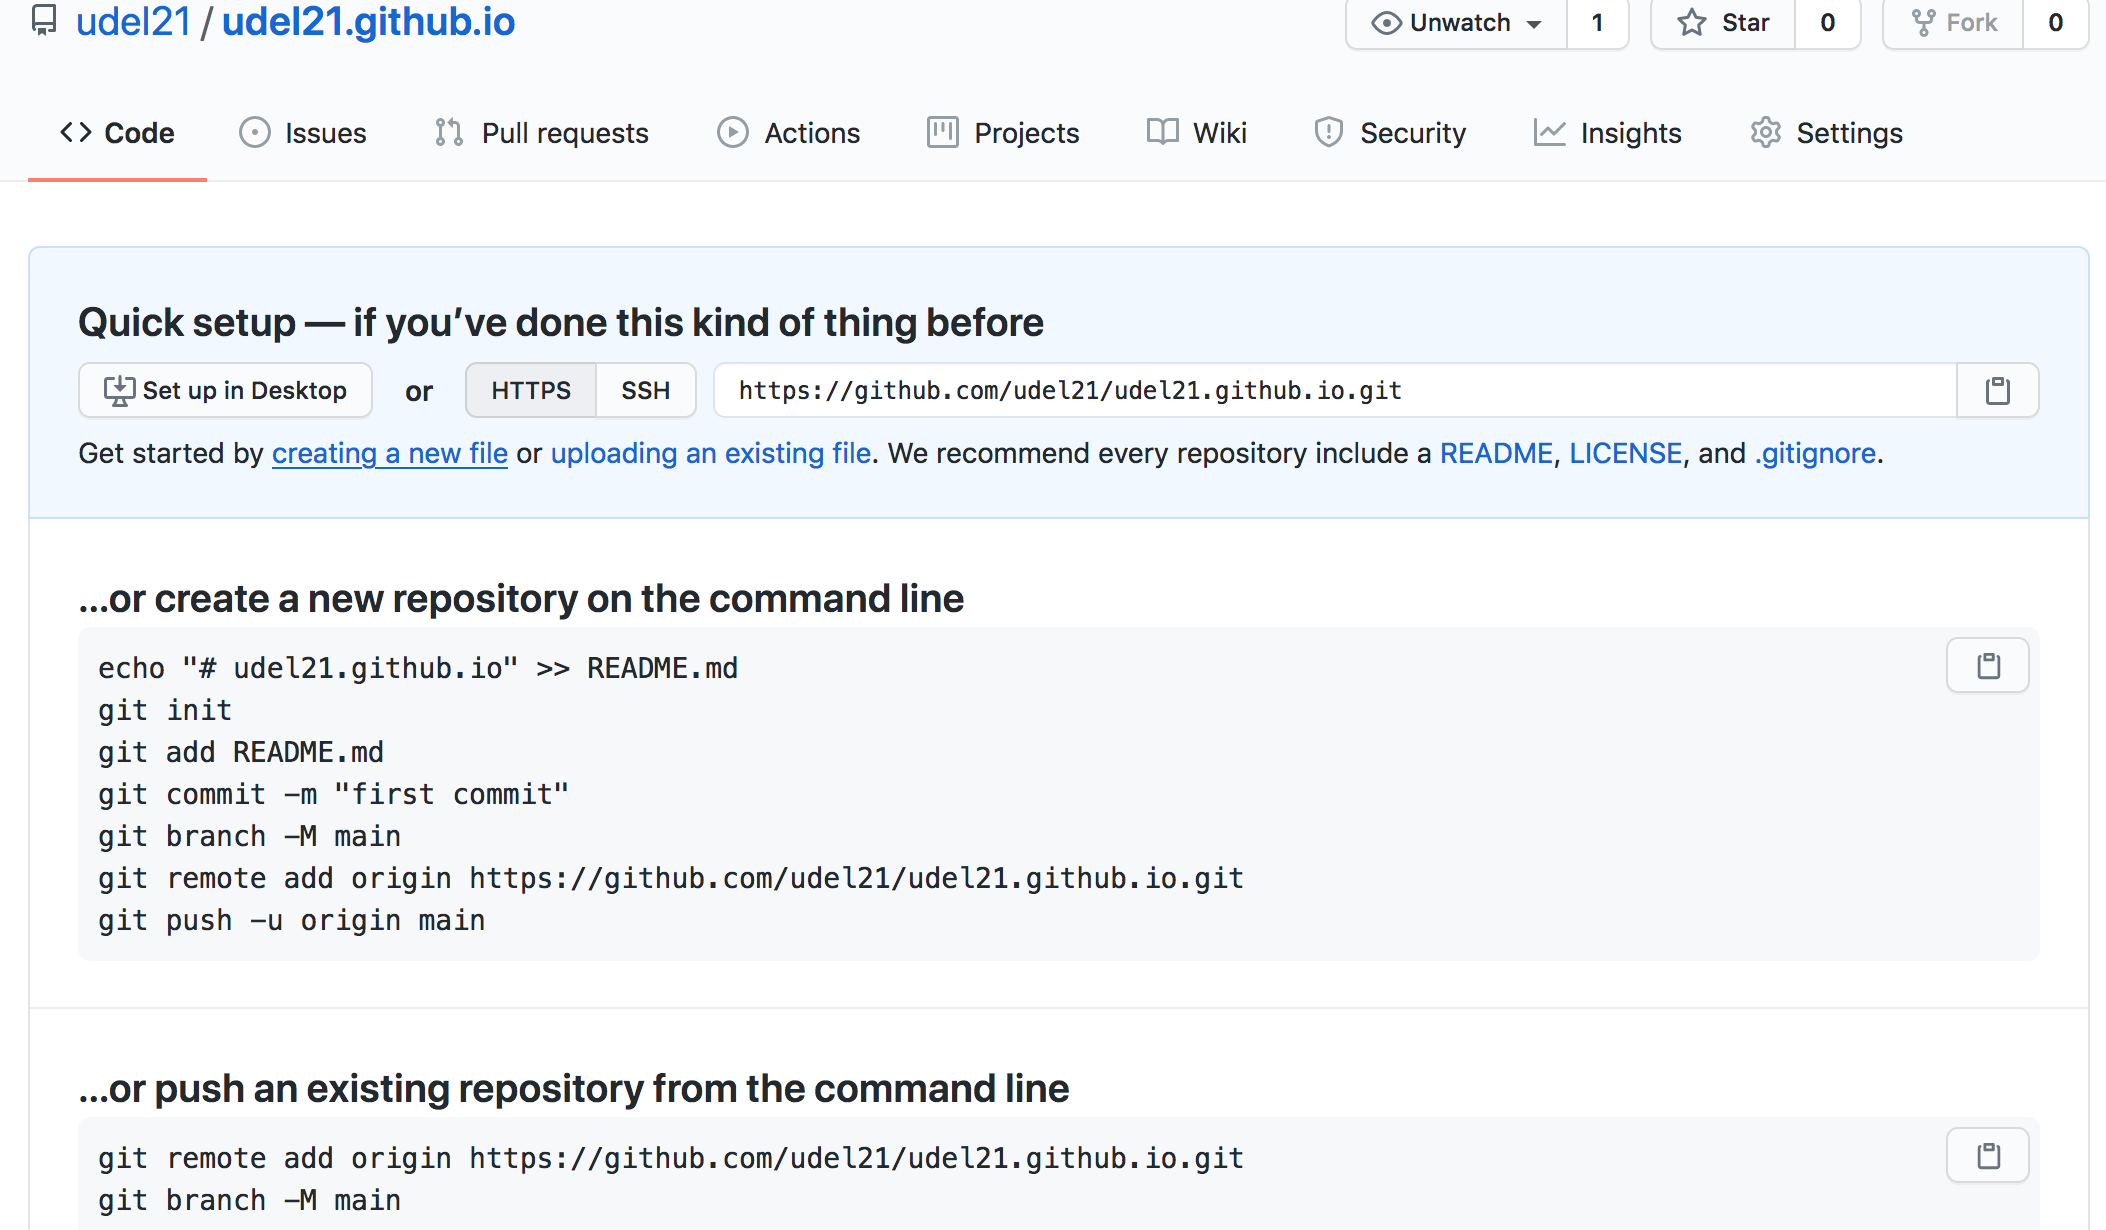 udel21 / udel21.github.io
Unwatch 1 Star 0 Fork 0
Code Issues Pull requests Actions Projects Wiki Security Insights Settings
Quick setup — if you’ve done this kind of thing before
Set up in Desktop or HTTPS SSH https://github.com/udel21/udel21.github.io.git
Get started by creating a new file or uploading an existing file. We recommend every repository include a README, LICENSE, and .gitignore.
…or create a new repository on the command line
echo "# udel21.github.io" >> README.md
git init
git add README.md
git commit -m "first commit"
git branch -M main
git remote add origin https://github.com/udel21/udel21.github.io.git
git push -u origin main
…or push an existing repository from the command line
git remote add origin https://github.com/udel21/udel21.github.io.git
git branch -M main